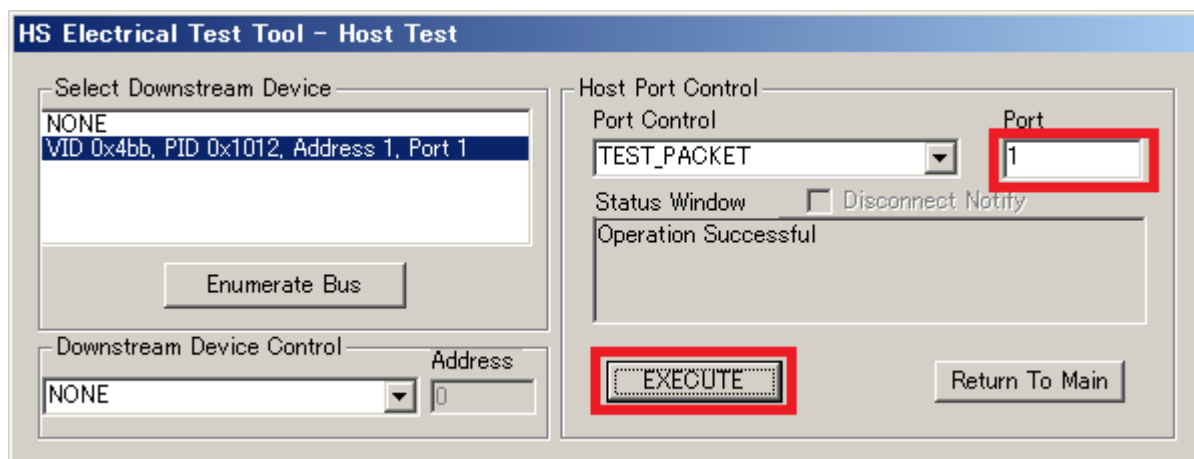 HS Electrical Test Tool - Host Test
Select Downstream Device
NONE
VID 0x4bb, PID 0x1012, Address 1, Port 1
Enumerate Bus
Downstream Device Control
Address
NONE
0
Host Port Control
Port Control
Port
TEST_PACKET
1
Status Window
Disconnect Notify
Operation Successful
EXECUTE
Return To Main